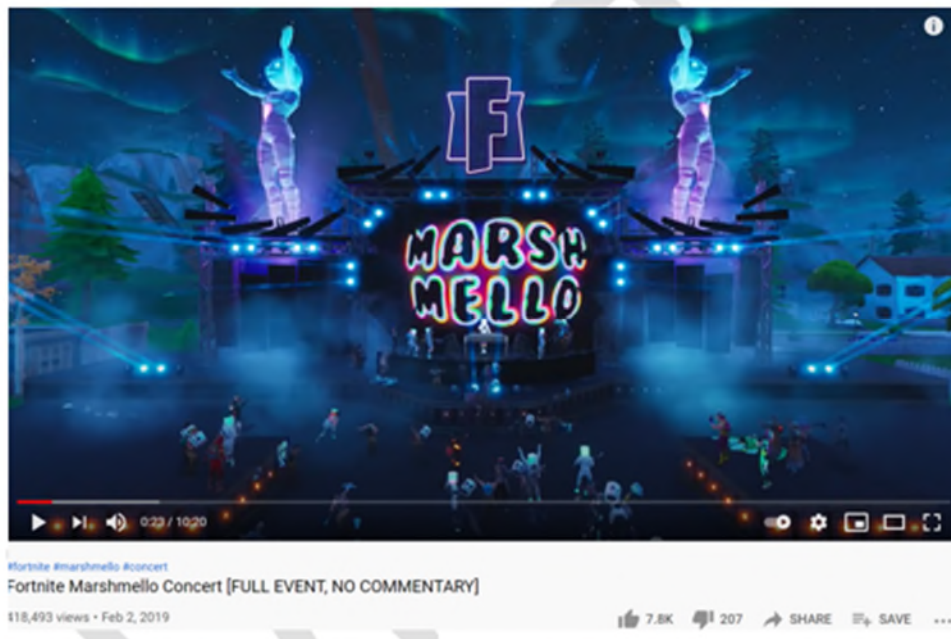 F
MARSH
MELLO
0:23 / 10:20
#fortnite #marshmello #concert
Fortnite Marshmello Concert [FULL EVENT, NO COMMENTARY]
418,493 views • Feb 2, 2019 7.8K 207 SHARE SAVE ...